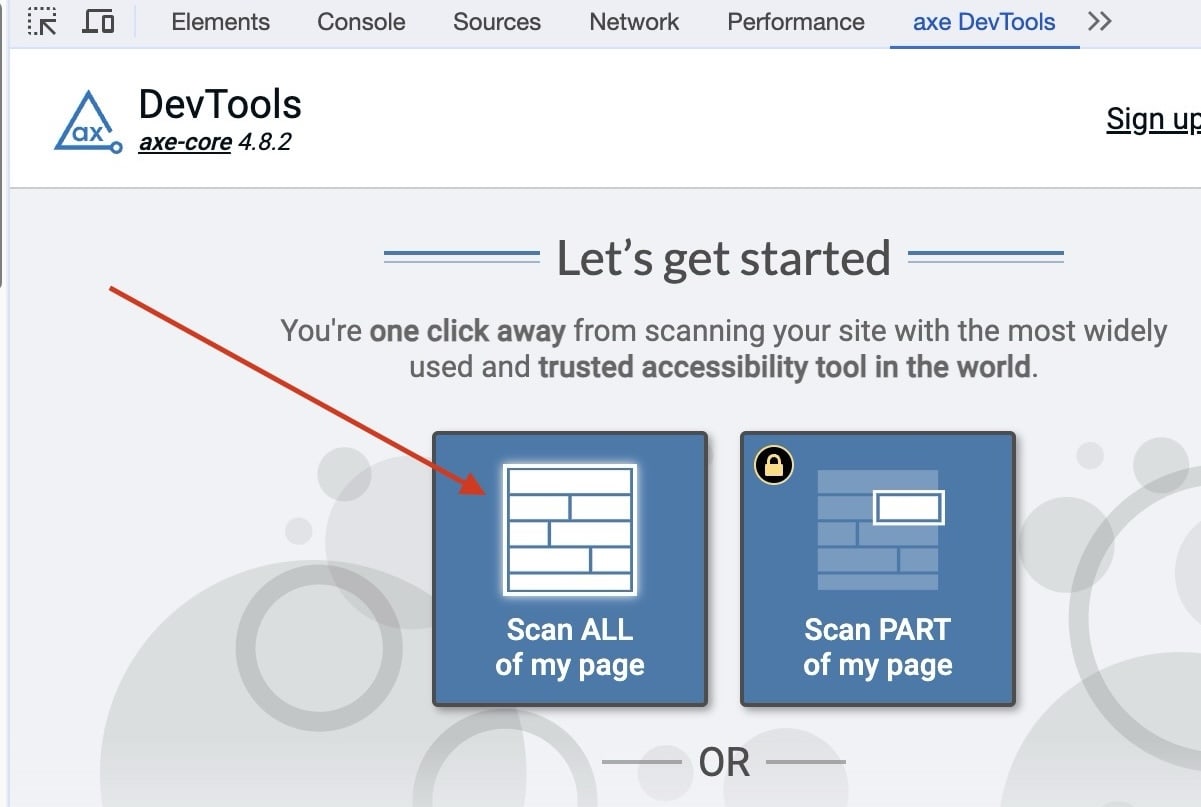 Elements Console Sources Network Performance axe DevTools
DevTools
axe-core 4.8.2
Sign up
ax
Let’s get started
You're one click away from scanning your site with the most widely
used and trusted accessibility tool in the world.
Scan ALL
of my page
Scan PART
of my page
OR